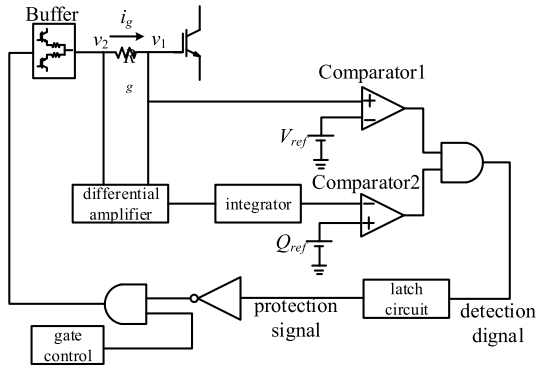 Buffer
i_g
v_2
v_1
R
g
Comparator1
+
−
V_ref
differential
amplifier
integrator
Comparator2
−
+
Q_ref
latch
circuit
protection
signal
detection
dignal
gate
control